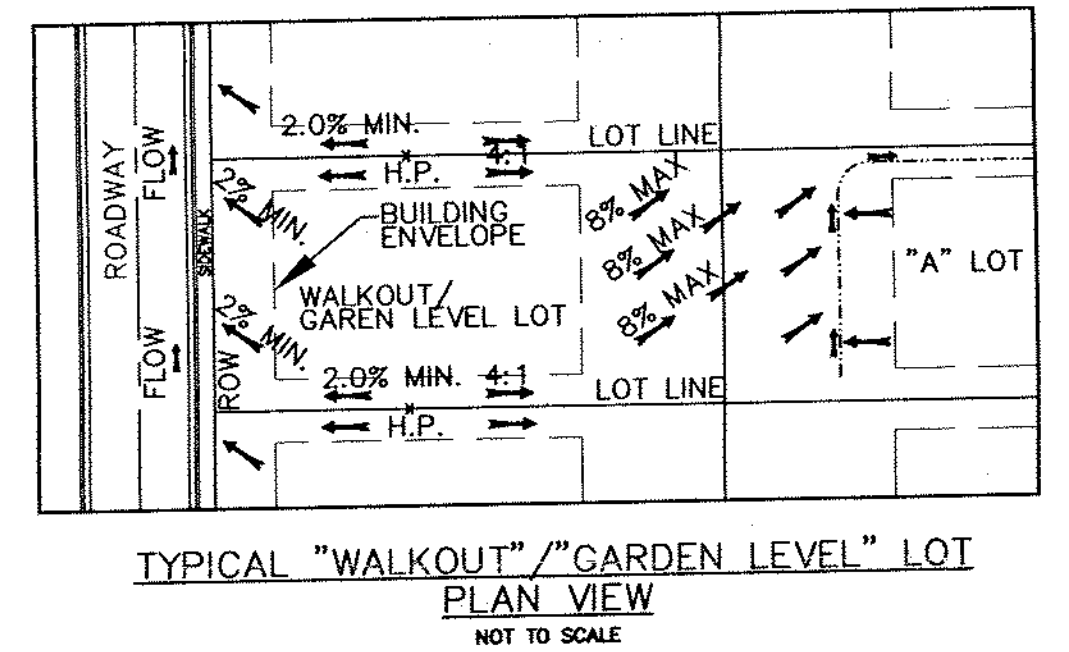 2.0% MIN.
4:1
LOT LINE
H.P.
ROADWAY
FLOW
SIDEWALK
2% MIN.
BUILDING
ENVELOPE
8% MAX
8% MAX
8% MAX
"A" LOT
WALKOUT/
GAREN LEVEL LOT
2% MIN.
FLOW
ROW
2.0% MIN. 4:1
LOT LINE
H.P.
TYPICAL "WALKOUT"/"GARDEN LEVEL" LOT
PLAN VIEW
NOT TO SCALE